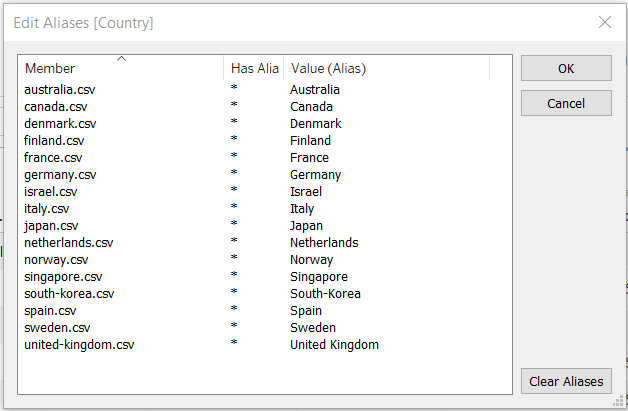 Edit Aliases [Country]
Member Has Alia Value (Alias)
australia.csv * Australia
canada.csv * Canada
denmark.csv * Denmark
finland.csv * Finland
france.csv * France
germany.csv * Germany
israel.csv * Israel
italy.csv * Italy
japan.csv * Japan
netherlands.csv * Netherlands
norway.csv * Norway
singapore.csv * Singapore
south-korea.csv * South-Korea
spain.csv * Spain
sweden.csv * Sweden
united-kingdom.csv * United Kingdom
OK
Cancel
Clear Aliases